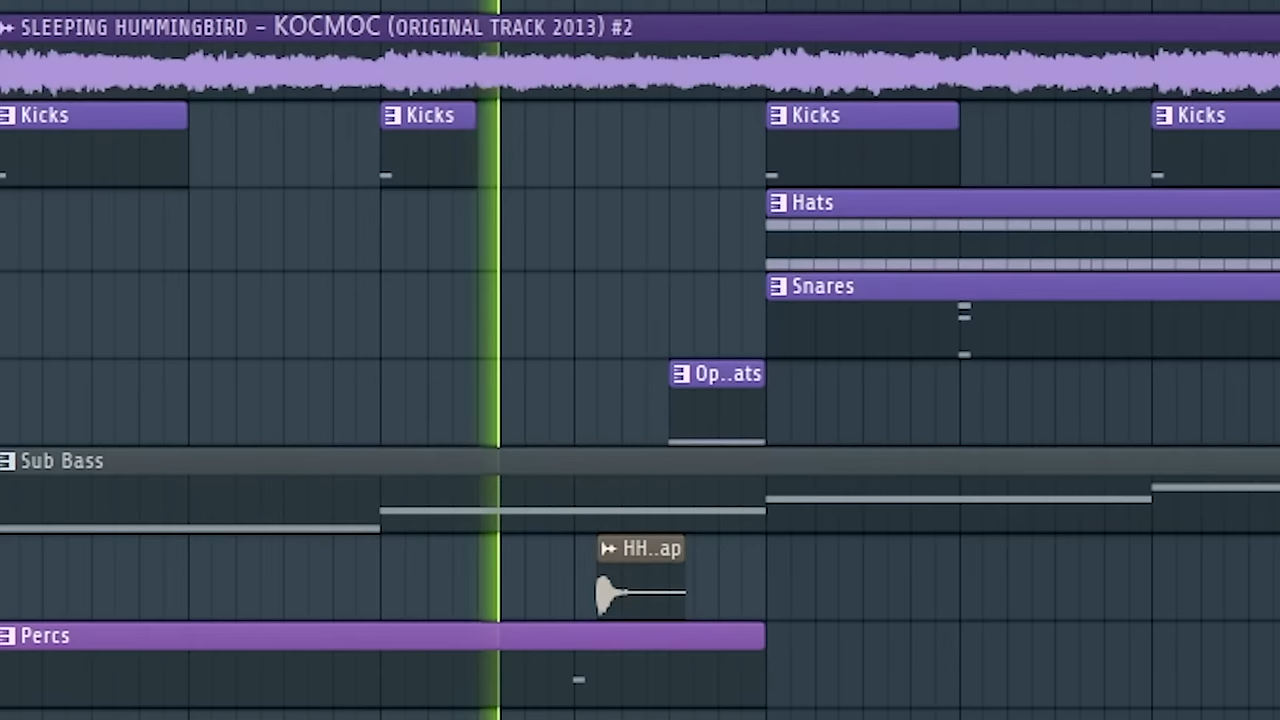 SLEEPING HUMMINGBIRD - КОСМОС (ORIGINAL TRACK 2013) #2
Kicks Kicks Kicks Kicks
Hats
Snares
Op..ats
Sub Bass
HH..ap
Percs